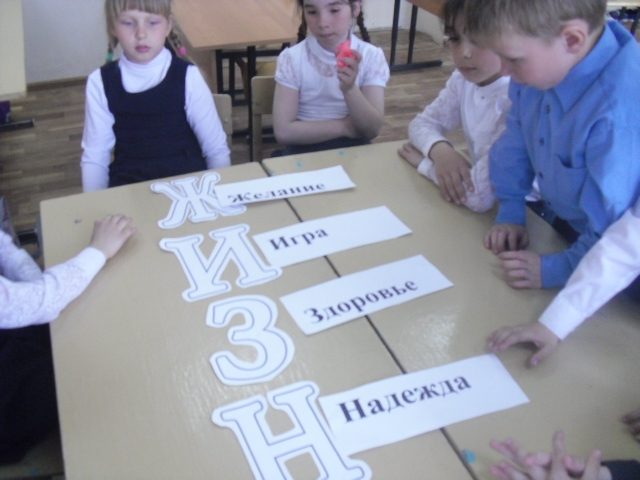 Ж Желание
И Игра
З Здоровье
Н Надежда